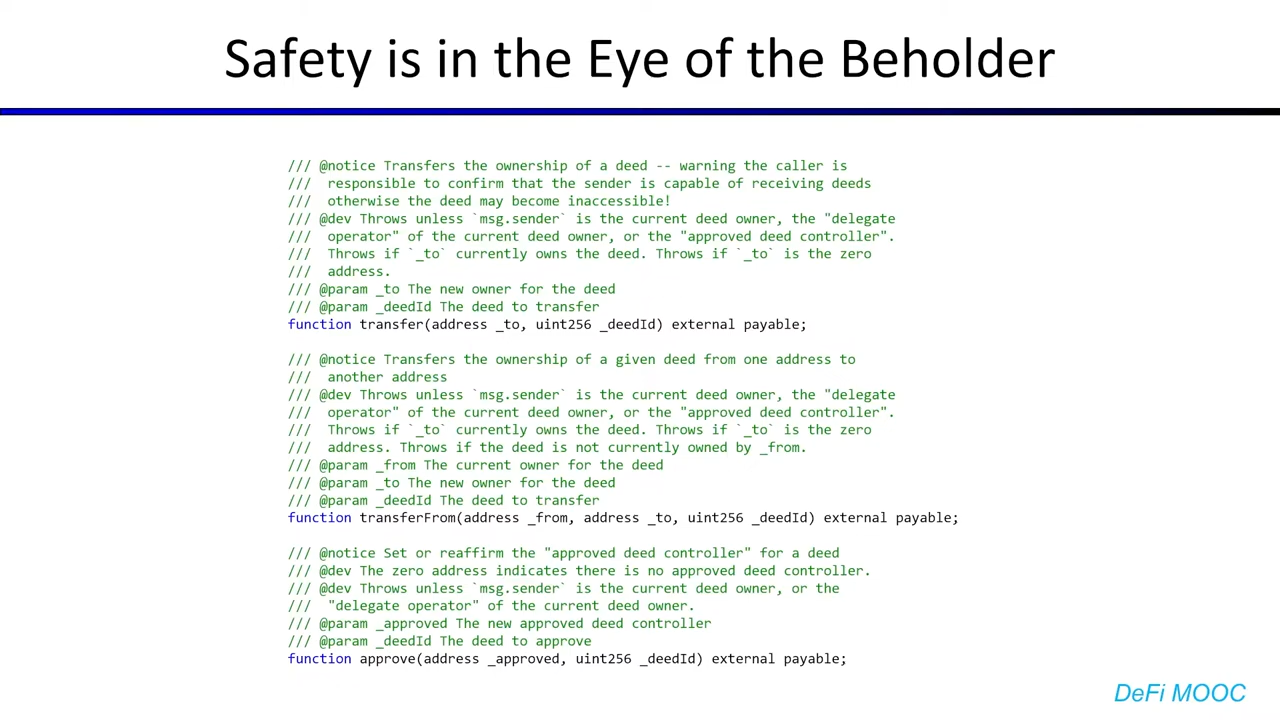 Safety is in the Eye of the Beholder
/// @notice Transfers the ownership of a deed -- warning the caller is
///  responsible to confirm that the sender is capable of receiving deeds
///  otherwise the deed may become inaccessible!
/// @dev Throws unless `msg.sender` is the current deed owner, the "delegate
///  operator" of the current deed owner, or the "approved deed controller".
///  Throws if `_to` currently owns the deed. Throws if `_to` is the zero
///  address.
/// @param _to The new owner for the deed
/// @param _deedId The deed to transfer
function transfer(address _to, uint256 _deedId) external payable;
/// @notice Transfers the ownership of a given deed from one address to
///  another address
/// @dev Throws unless `msg.sender` is the current deed owner, the "delegate
///  operator" of the current deed owner, or the "approved deed controller".
///  Throws if `_to` currently owns the deed. Throws if `_to` is the zero
///  address. Throws if the deed is not currently owned by _from.
/// @param _from The current owner for the deed
/// @param _to The new owner for the deed
/// @param _deedId The deed to transfer
function transferFrom(address _from, address _to, uint256 _deedId) external payable;
/// @notice Set or reaffirm the "approved deed controller" for a deed
/// @dev The zero address indicates there is no approved deed controller.
/// @dev Throws unless `msg.sender` is the current deed owner, or the
///  "delegate operator" of the current deed owner.
/// @param _approved The new approved deed controller
/// @param _deedId The deed to approve
function approve(address _approved, uint256 _deedId) external payable;
DeFi MOOC